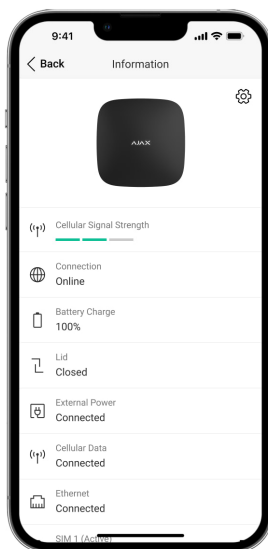 9:41
Back
Information
AJAX
Cellular Signal Strength
Connection
Online
Battery Charge
100%
Lid
Closed
External Power
Connected
Cellular Data
Connected
Ethernet
Connected
SIM 1 (Active)